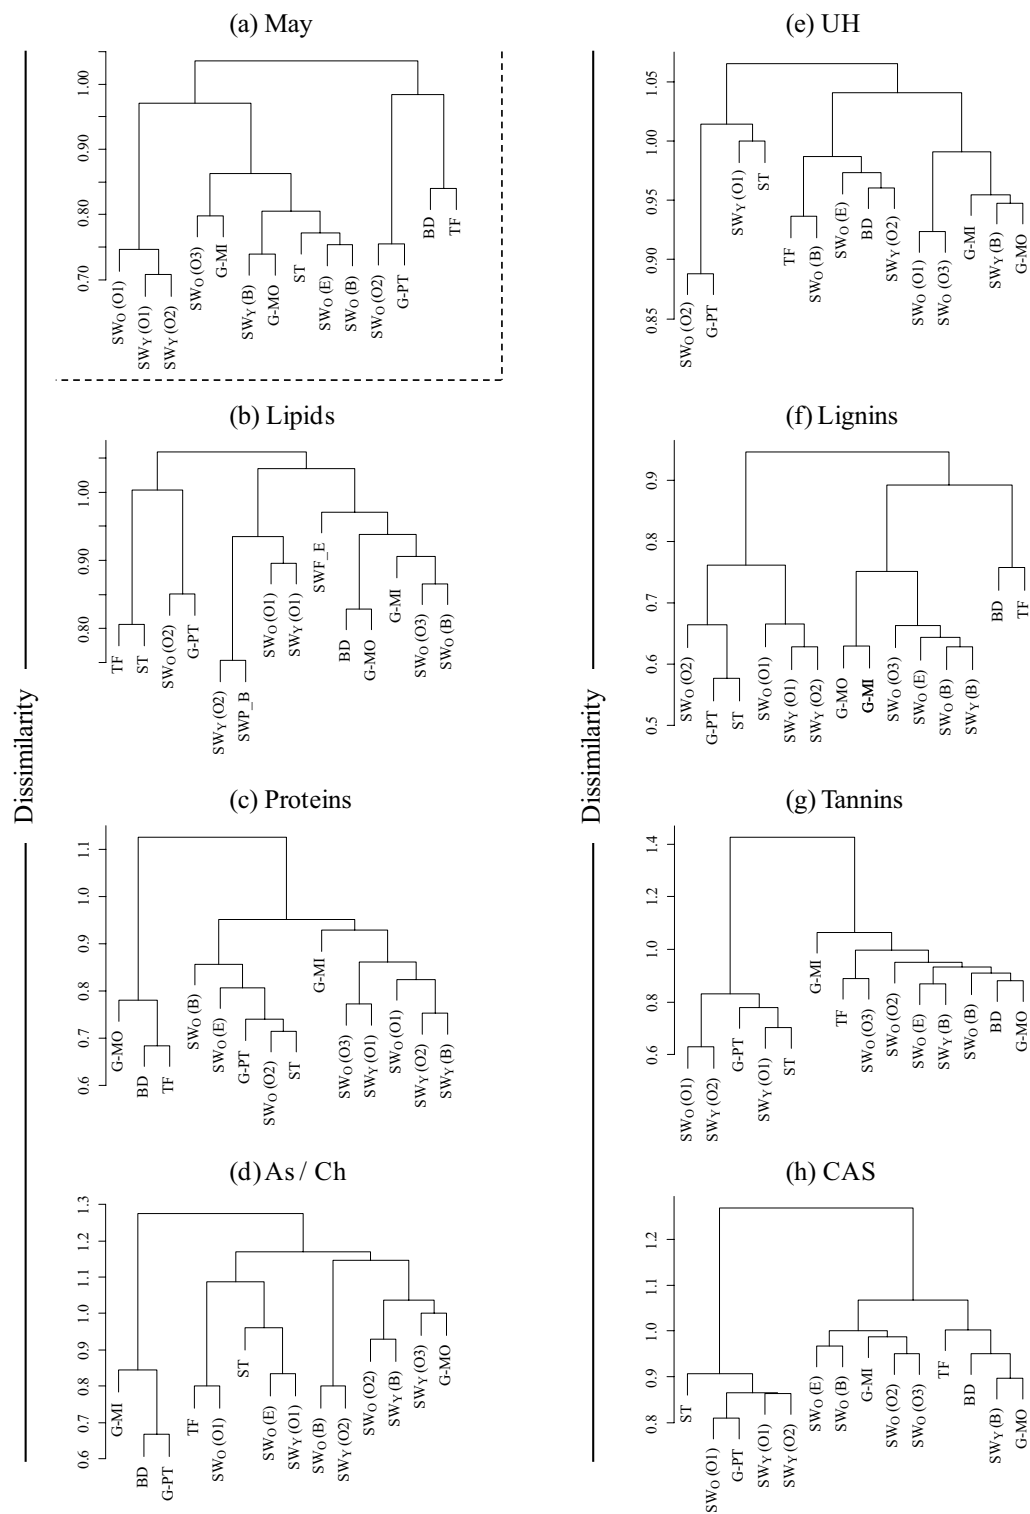 (a) May
1.00
0.90
0.80
0.70
SWO (O1)
SWY (O1)
SWY (O2)
SWO (O3)
G-MI
SWY (B)
G-MO
ST
SWO (E)
SWO (B)
SWO (O2)
G-PT
BD
TF
(b) Lipids
1.00
0.90
0.80
TF
ST
SWO (O2)
G-PT
SWY (O2)
SWP_B
SWO (O1)
SWY (O1)
SWF_E
BD
G-MO
G-MI
SWO (O3)
SWO (B)
Dissimilarity
(c) Proteins
1.1
1.0
0.9
0.8
0.7
0.6
G-MO
BD
TF
SWO (B)
SWO (E)
G-PT
SWO (O2)
ST
G-MI
SWO (O3)
SWY (O1)
SWO (O1)
SWY (O2)
SWY (B)
(d) As / Ch
1.3
1.2
1.1
1.0
0.9
0.8
0.7
0.6
G-MI
BD
G-PT
TF
SWO (O1)
ST
SWO (E)
SWY (O1)
SWO (B)
SWY (O2)
SWO (O2)
SWY (B)
SWY (O3)
G-MO
(e) UH
1.05
1.00
0.95
0.90
0.85
SWO (O2)
G-PT
SWY (O1)
ST
TF
SWO (B)
SWO (E)
BD
SWY (O2)
SWO (O1)
SWO (O3)
G-MI
SWY (B)
G-MO
(f) Lignins
0.9
0.8
0.7
0.6
0.5
SWO (O2)
G-PT
ST
SWO (O1)
SWY (O1)
SWY (O2)
G-MO
G-MI
SWO (O3)
SWO (E)
SWO (B)
SWY (B)
BD
TF
Dissimilarity
(g) Tannins
1.4
1.2
1.0
0.8
0.6
SWO (O1)
SWY (O2)
G-PT
SWY (O1)
ST
G-MI
TF
SWO (O3)
SWO (O2)
SWO (E)
SWY (B)
SWO (B)
BD
G-MO
(h) CAS
1.2
1.1
1.0
0.9
0.8
ST
SWO (O1)
G-PT
SWY (O1)
SWY (O2)
SWO (E)
SWO (B)
G-MI
SWO (O2)
SWO (O3)
TF
BD
SWY (B)
G-MO